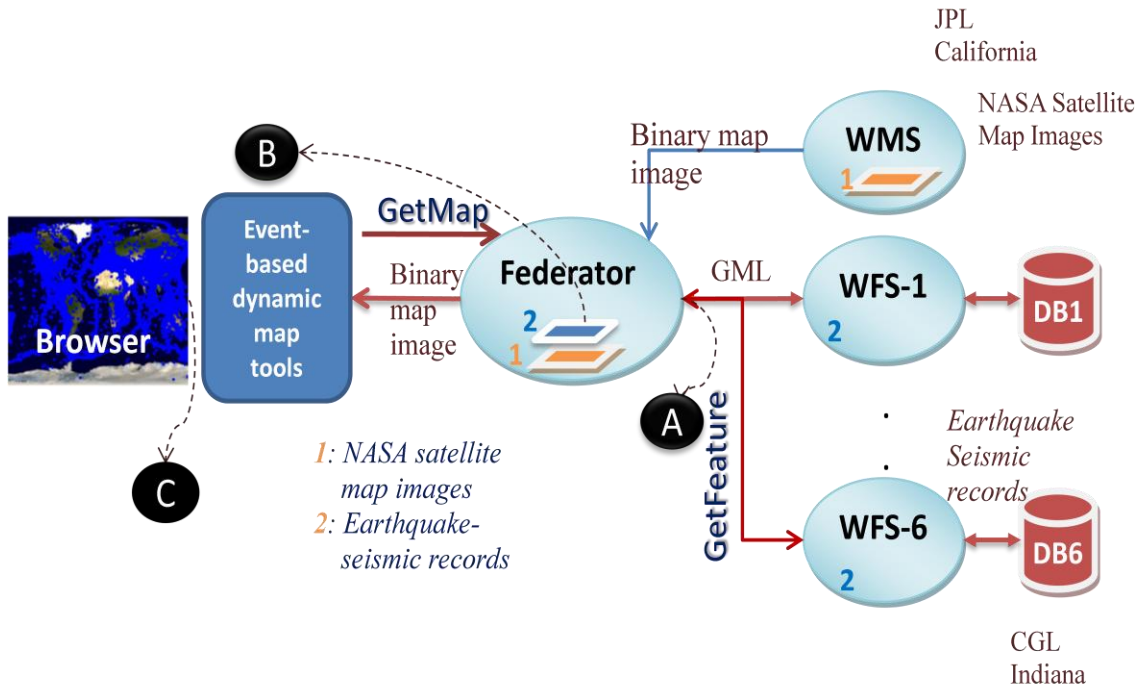 JPL
California
NASA Satellite
Map Images
WMS
1
Binary map
image
B
GetMap
Event-
based
dynamic
map
tools
Browser
Binary
map
image
Federator
2
1
GML
WFS-1
2
DB1
A
GetFeature
C
1: NASA satellite
map images
2: Earthquake-
seismic records
Earthquake
Seismic
records
WFS-6
2
DB6
CGL
Indiana